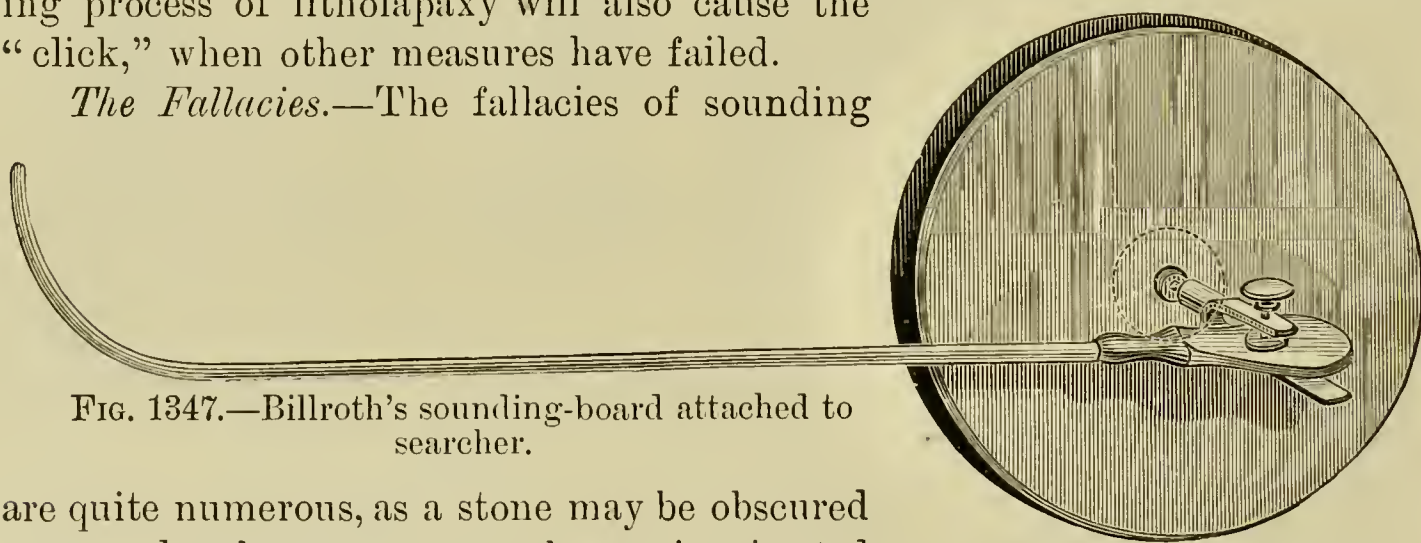 ing process of litholapaxy will also cause the
“click,” when other measures have failed.
The Fallacies.—The fallacies of sounding
FIG. 1347.—Billroth’s sounding-board attached to
searcher.
are quite numerous, as a stone may be obscured